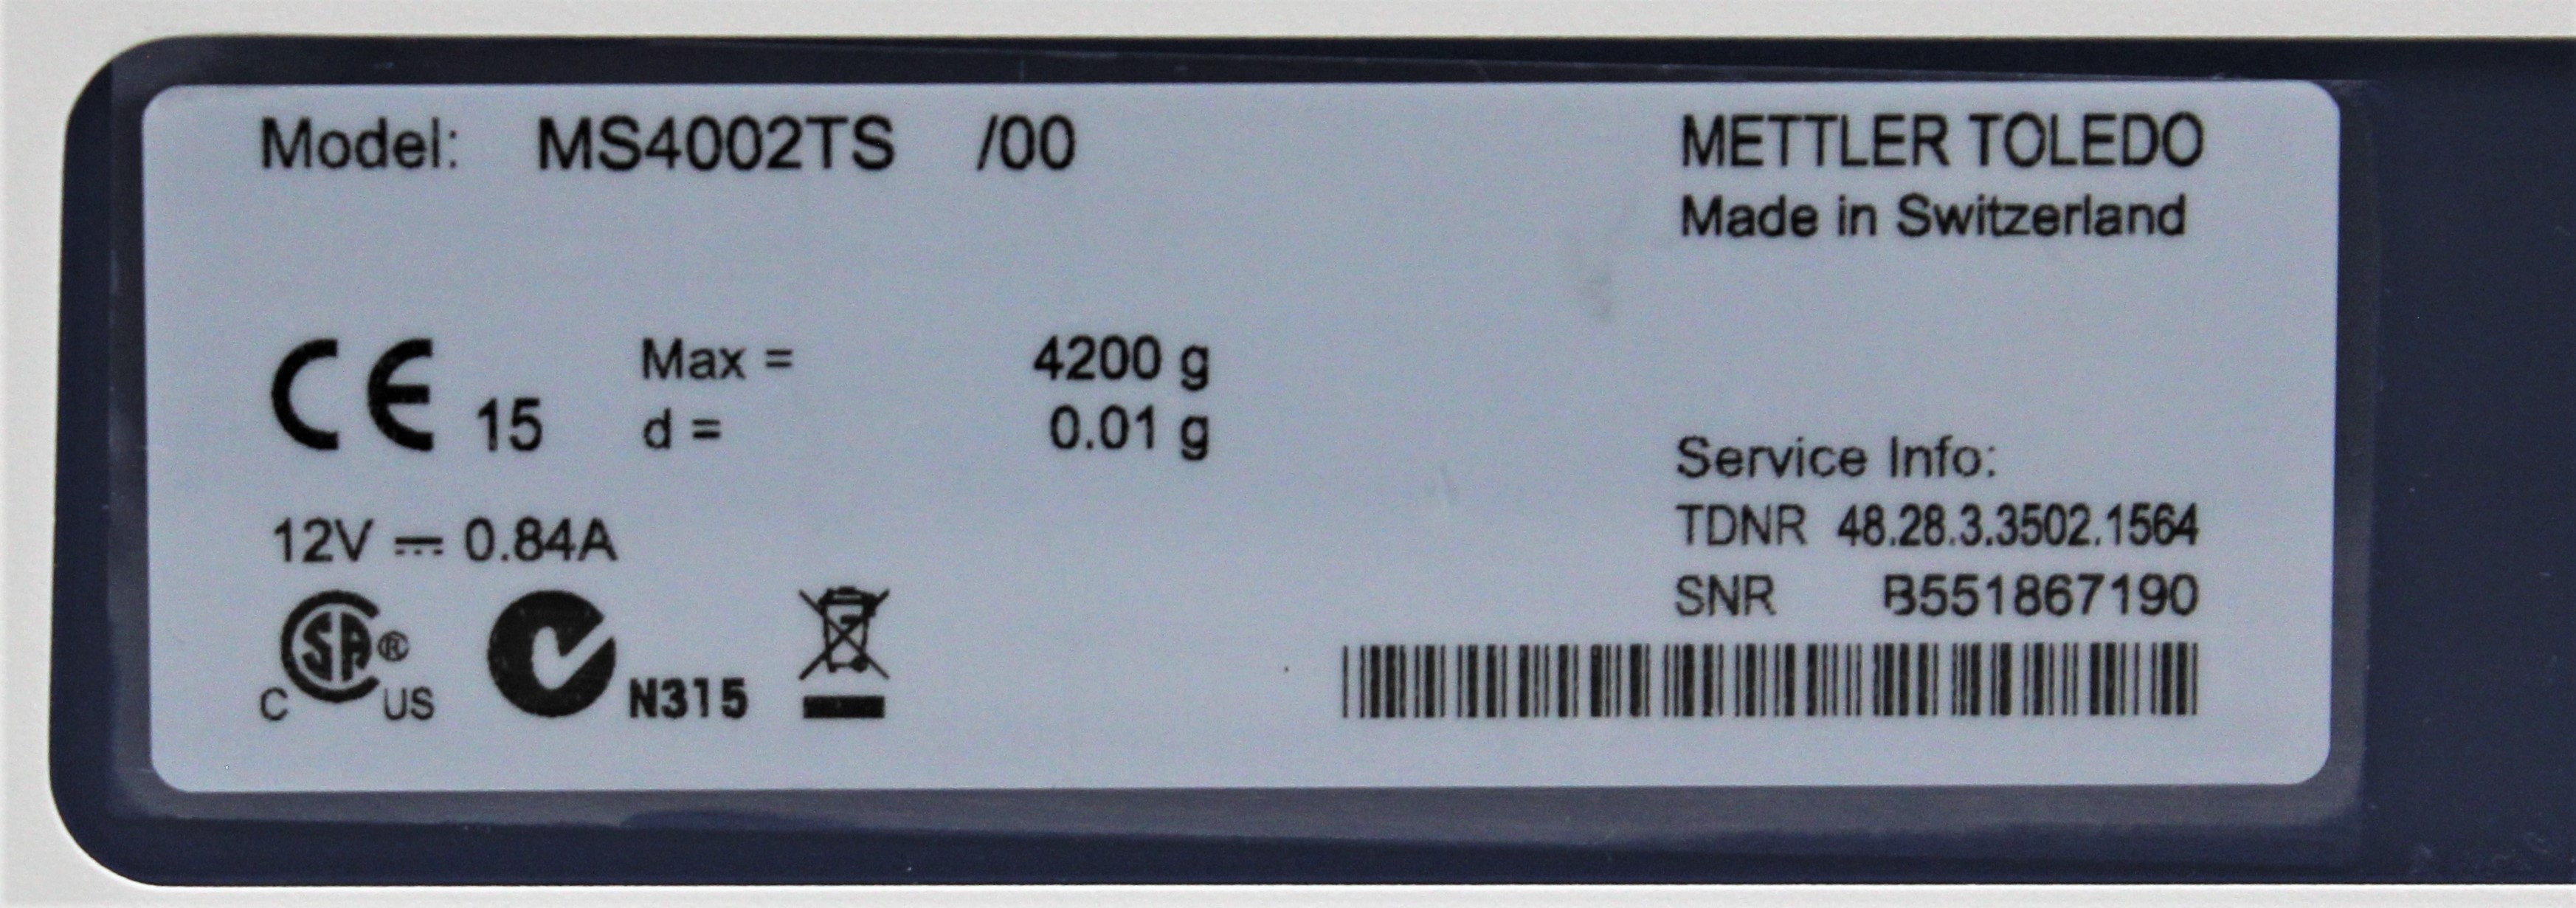 Model: MS4002TS /00
METTLER TOLEDO
Made in Switzerland
CE 15
Max = 4200 g
d = 0.01 g
12V ⎓ 0.84A
Service Info:
TDNR 48.28.3.3502.1564
SNR B551867190
C SA ® US
N315